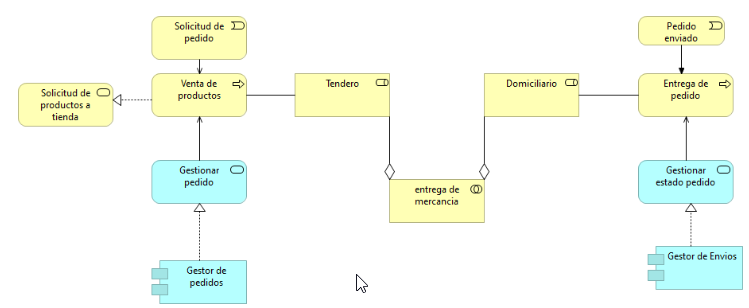 Solicitud de
pedido
Pedido
enviado
Solicitud de
productos a
tienda
Venta de
productos
Tendero
Domiciliario
Entrega de
pedido
Gestionar
pedido
entrega de
mercancia
Gestionar
estado pedido
Gestor de
pedidos
Gestor de Envios